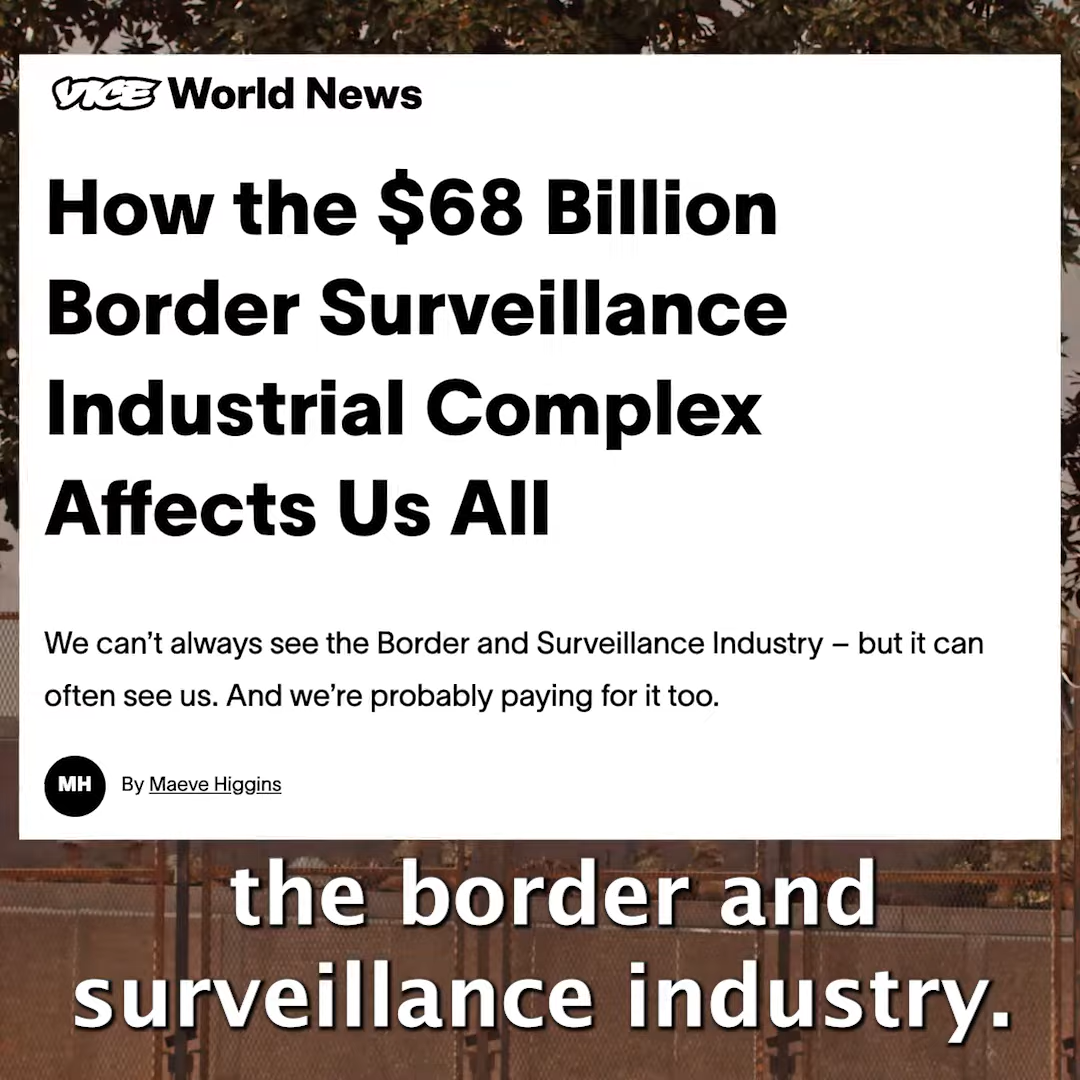 VICE World News
How the $68 Billion
Border Surveillance
Industrial Complex
Affects Us All
We can’t always see the Border and Surveillance Industry – but it can
often see us. And we’re probably paying for it too.
MH By Maeve Higgins
the border and
surveillance industry.